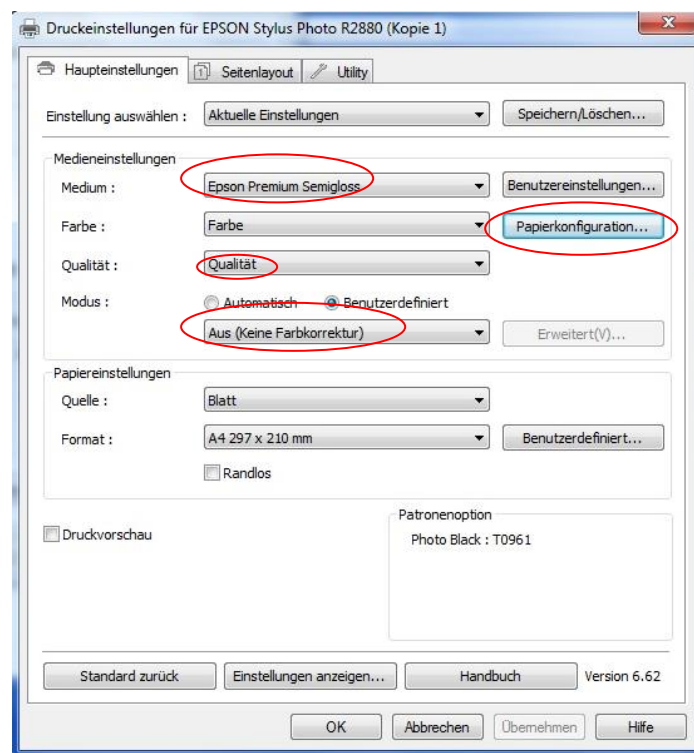 Druckeinstellungen für EPSON Stylus Photo R2880 (Kopie 1)
Haupteinstellungen Seitenlayout Utility
Einstellung auswählen : Aktuelle Einstellungen Speichern/Löschen...
Medieneinstellungen
Medium : Epson Premium Semigloss Benutzereinstellungen...
Farbe : Farbe Papierkonfiguration...
Qualität : Qualität
Modus : Automatisch Benutzerdefiniert
Aus (Keine Farbkorrektur) Erweitert(V)...
Papiereinstellungen
Quelle : Blatt
Format : A4 297 x 210 mm Benutzerdefiniert...
Randlos
Patronenoption
Druckvorschau Photo Black : T0961
Standard zurück Einstellungen anzeigen... Handbuch Version 6.62
OK Abbrechen Übernehmen Hilfe